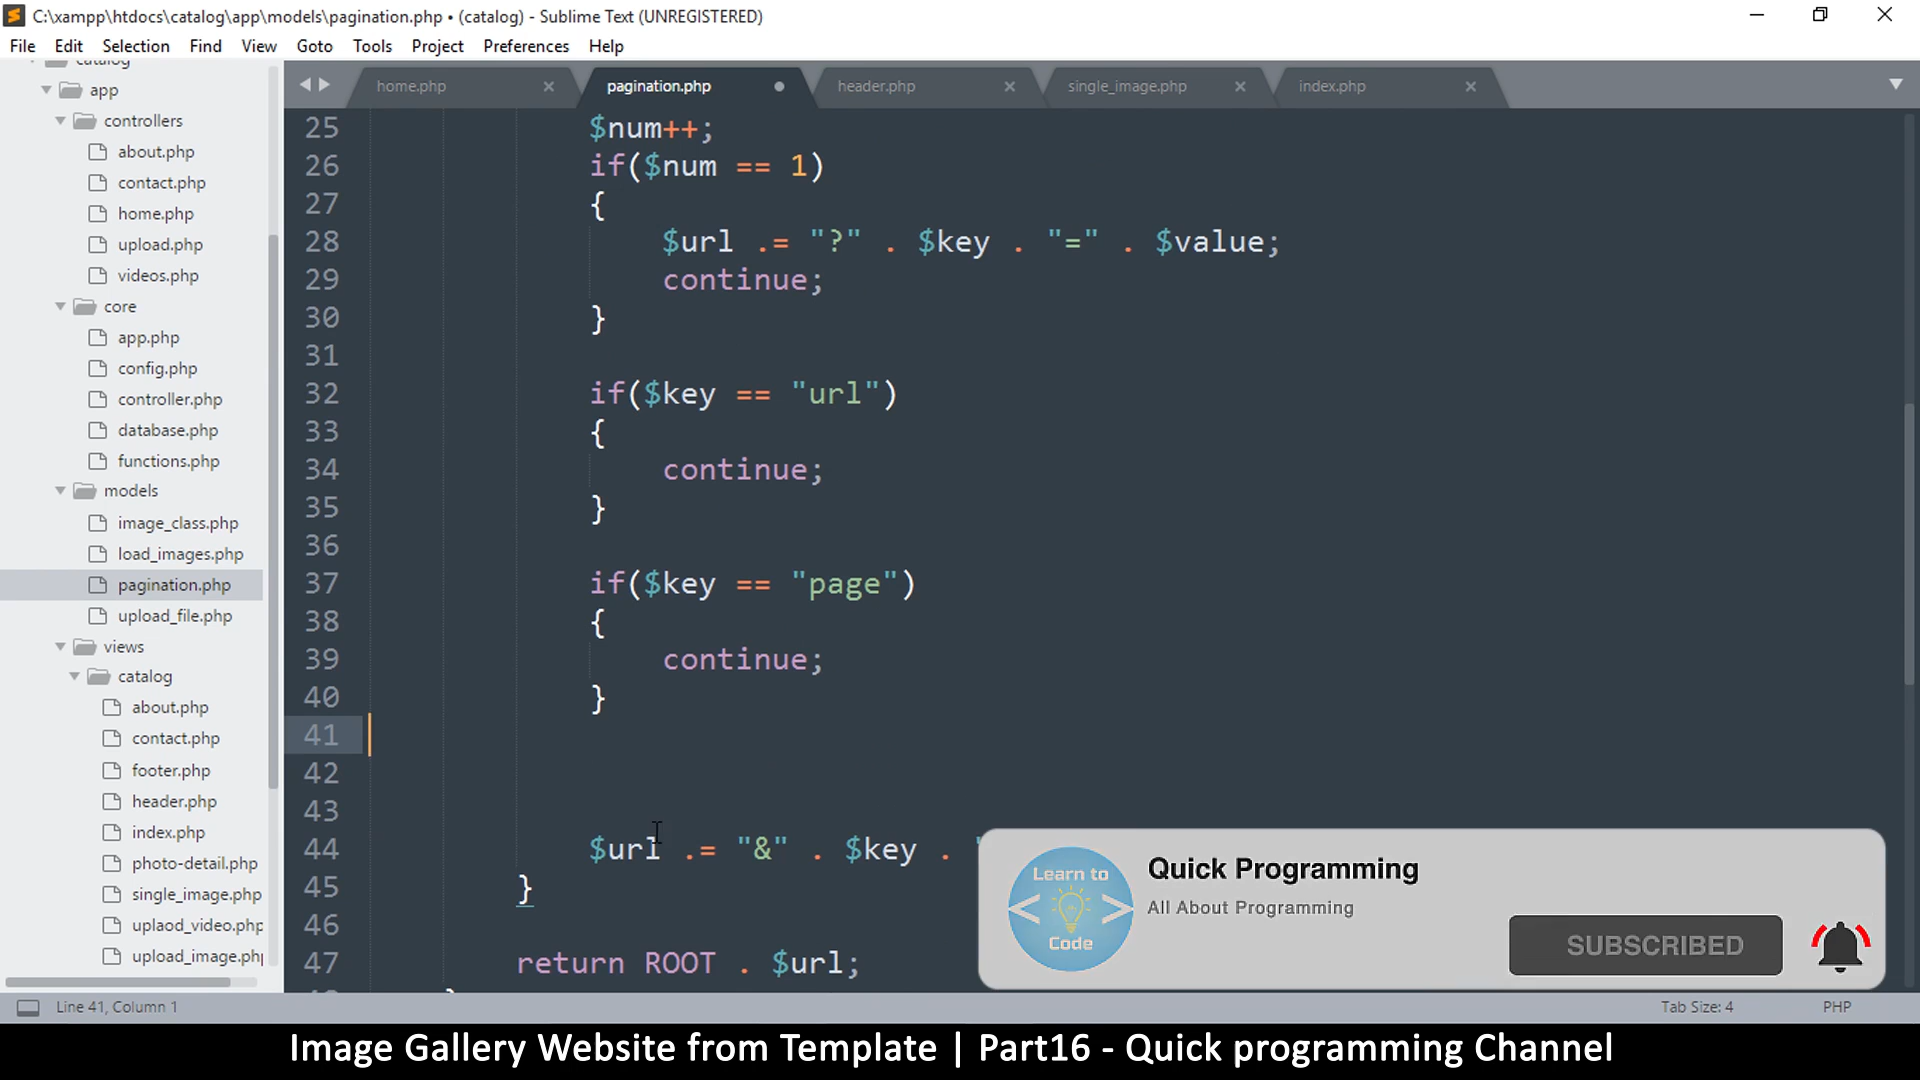 C:\xampp\htdocs\catalog\app\models\pagination.php • (catalog) - Sublime Text (UNREGISTERED)
File Edit Selection Find View Goto Tools Project Preferences Help
catalog
app
controllers
about.php
contact.php
home.php
upload.php
videos.php
core
app.php
config.php
controller.php
database.php
functions.php
models
image_class.php
load_images.php
pagination.php
upload_file.php
views
catalog
about.php
contact.php
footer.php
header.php
index.php
photo-detail.php
single_image.php
uplaod_video.php
upload_image.php
home.php pagination.php header.php single_image.php index.php
25 $num++;
26 if($num == 1)
27 {
28 $url .= "?" . $key . "=" . $value;
29 continue;
30 }
31
32 if($key == "url")
33 {
34 continue;
35 }
36
37 if($key == "page")
38 {
39 continue;
40 }
41
42
43
44 $url .= "&" . $key . "
45 }
46
47 return ROOT . $url;
Learn to
< >
Code
Quick Programming
All About Programming
SUBSCRIBED
Line 41, Column 1 Tab Size: 4 PHP
Image Gallery Website from Template | Part16 - Quick programming Channel